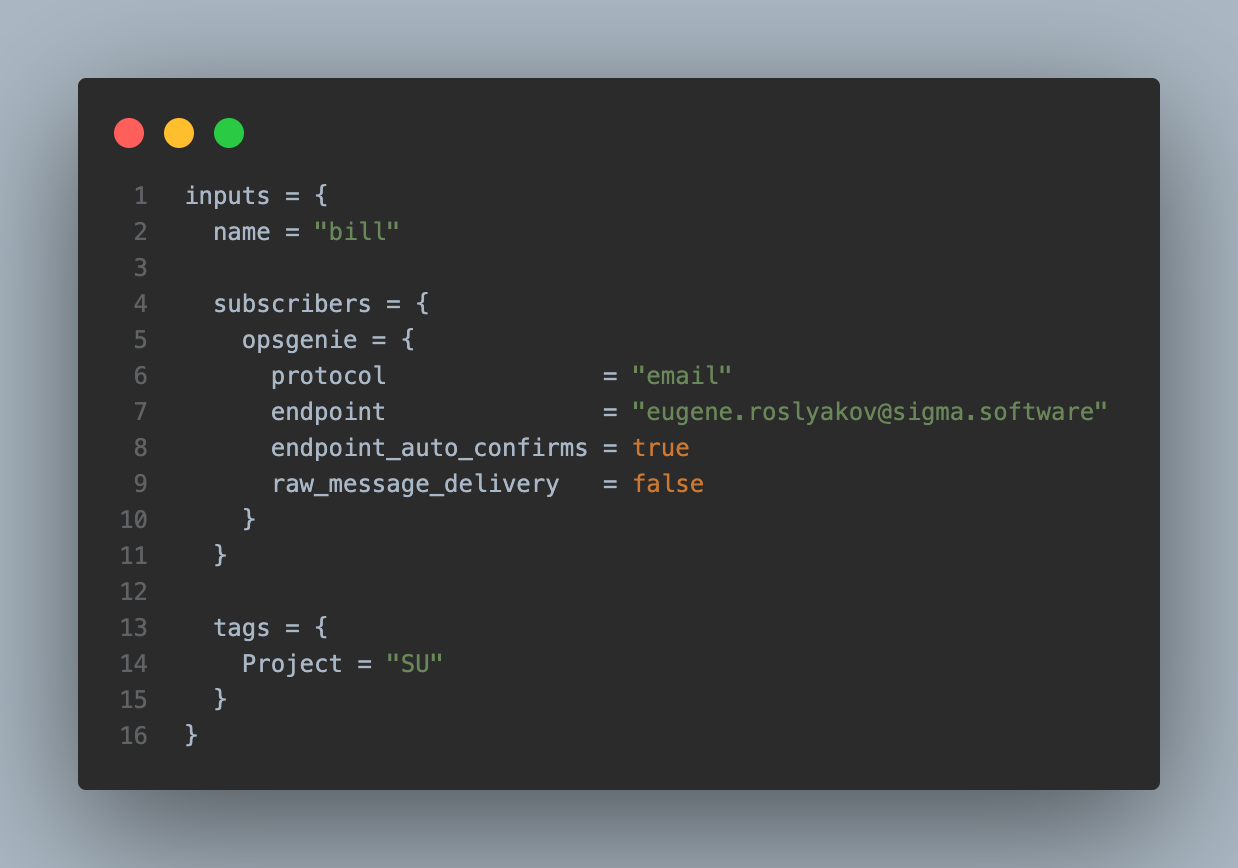 1 inputs = {
2   name = "bill"
3
4   subscribers = {
5     opsgenie = {
6       protocol               = "email"
7       endpoint               = "eugene.roslyakov@sigma.software"
8       endpoint_auto_confirms = true
9       raw_message_delivery   = false
10     }
11   }
12
13   tags = {
14     Project = "SU"
15   }
16 }